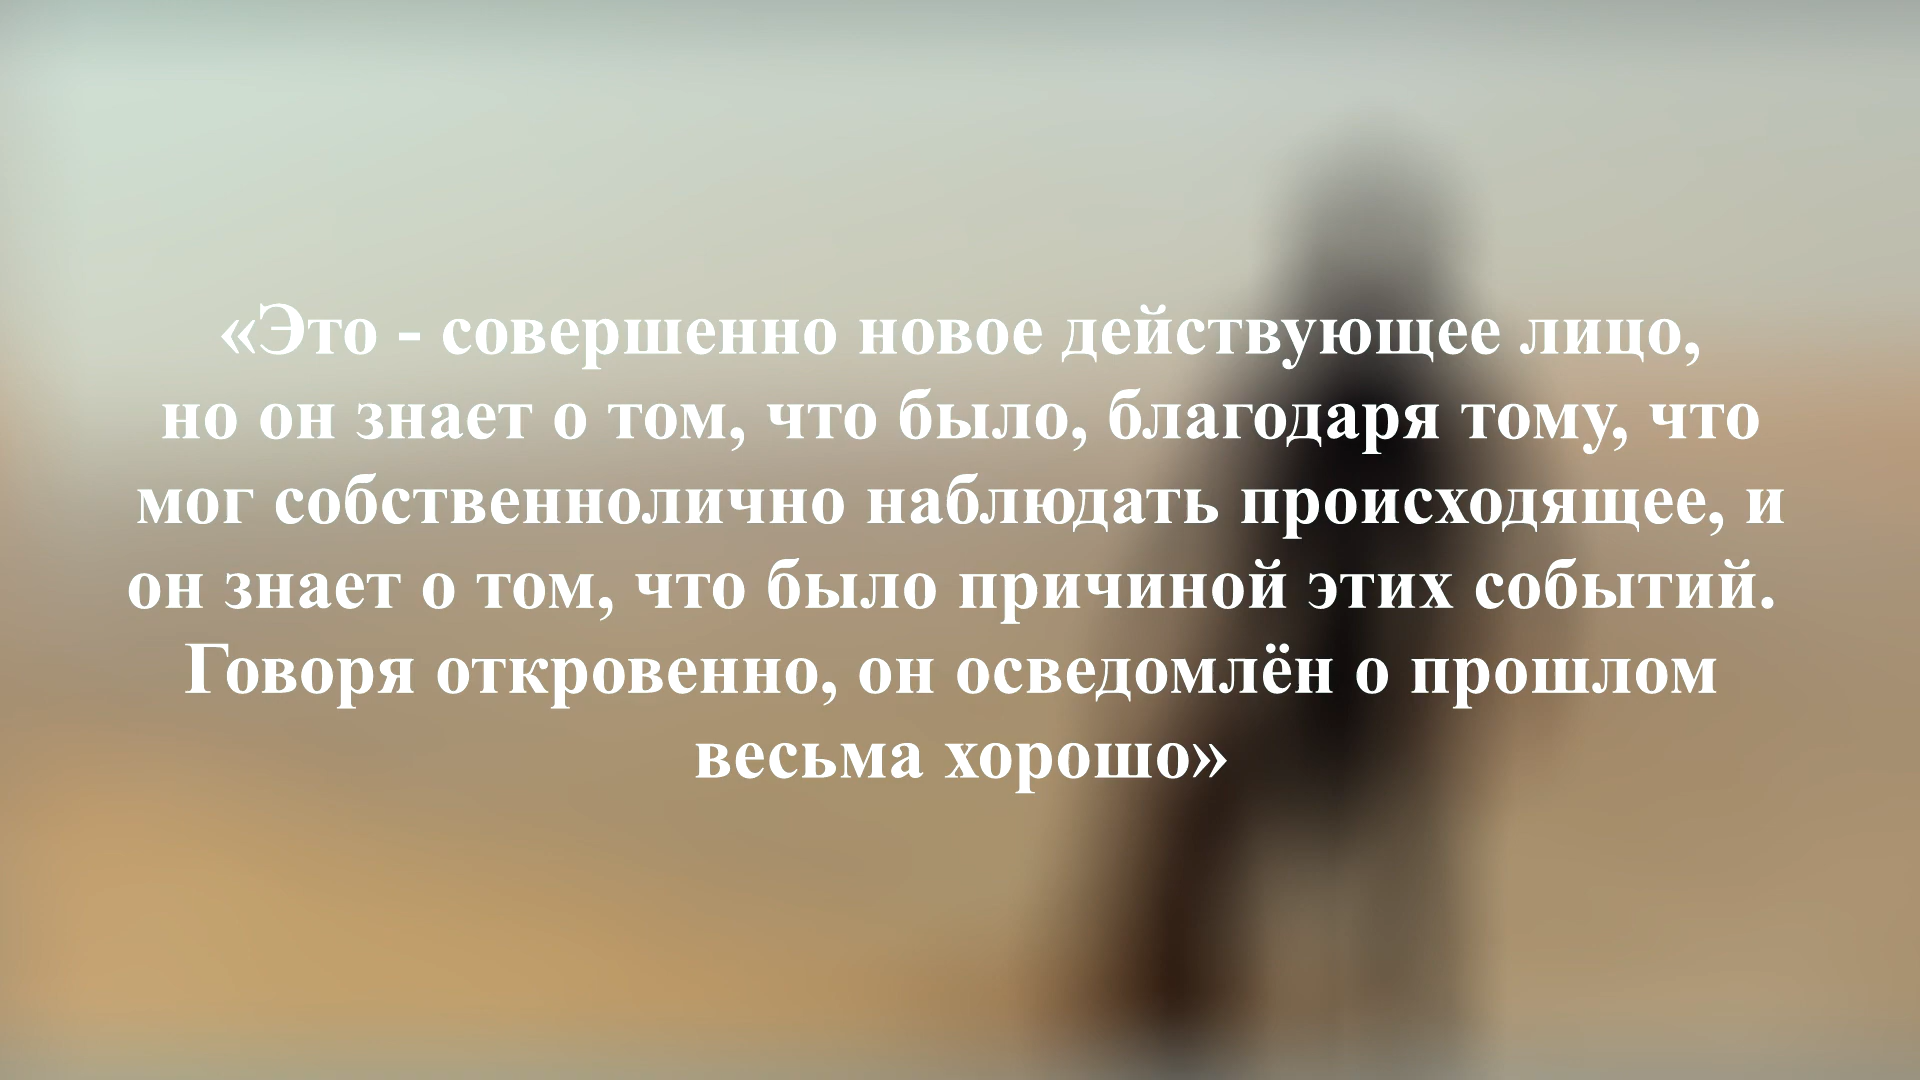 «Это - совершенно новое действующее лицо,
но он знает о том, что было, благодаря тому, что
мог собственнолично наблюдать происходящее, и
он знает о том, что было причиной этих событий.
Говоря откровенно, он осведомлён о прошлом
весьма хорошо»